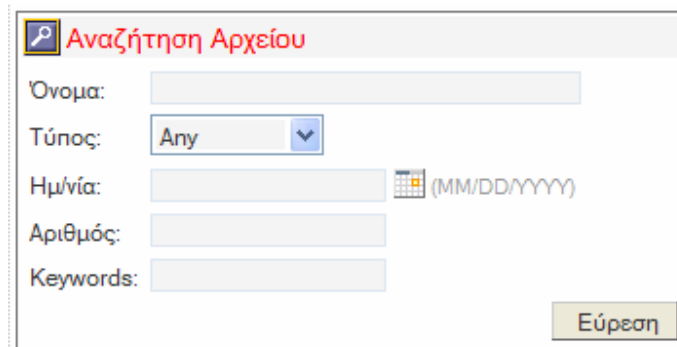 Αναζήτηση Αρχείου
Όνομα:
Τύπος: Any
Ημ/νία: (MM/DD/YYYY)
Αριθμός:
Keywords:
Εύρεση